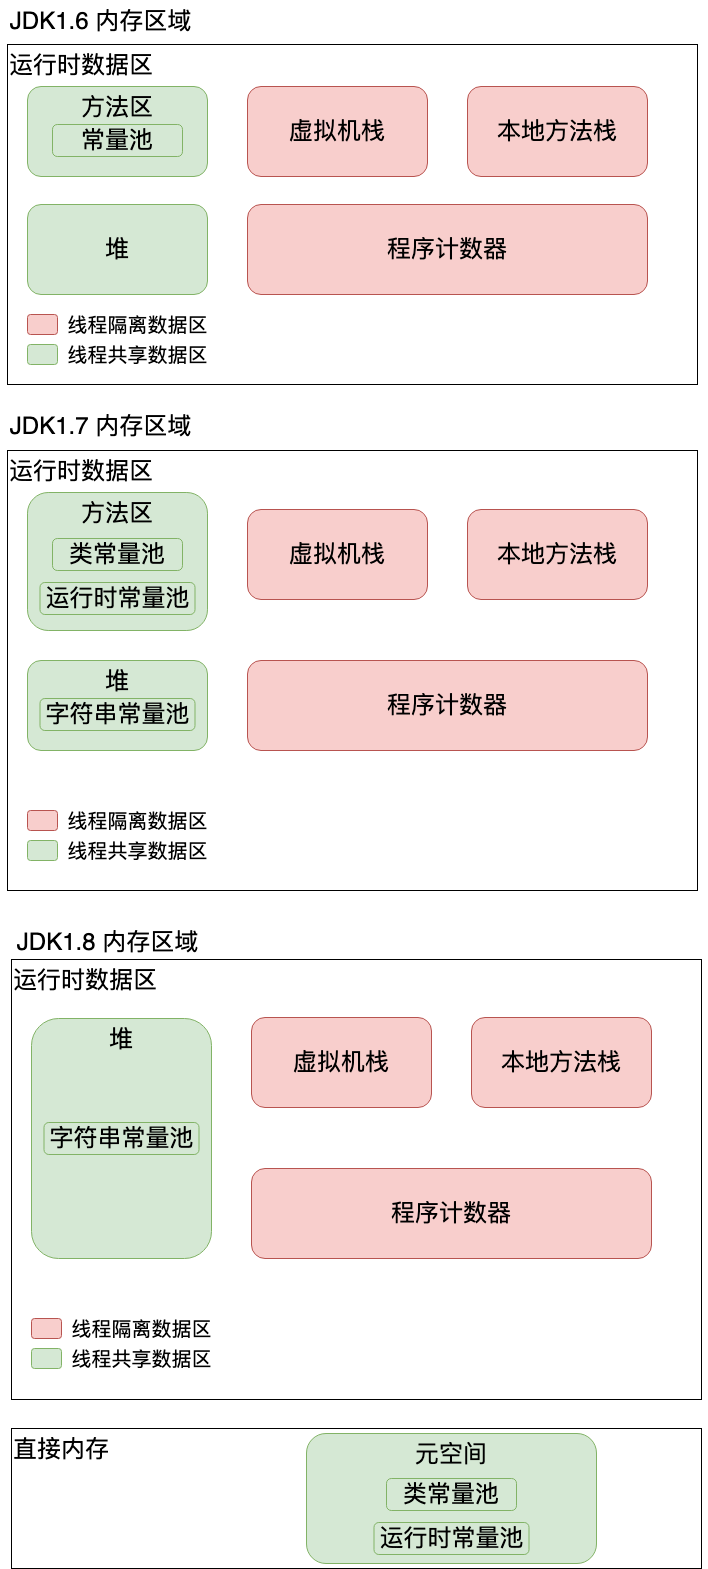 JDK1.6 内存区域
运行时数据区
方法区
常量池
虚拟机栈
本地方法栈
堆
程序计数器
线程隔离数据区
线程共享数据区
JDK1.7 内存区域
运行时数据区
方法区
类常量池
运行时常量池
虚拟机栈
本地方法栈
堆
字符串常量池
程序计数器
线程隔离数据区
线程共享数据区
JDK1.8 内存区域
运行时数据区
堆
字符串常量池
虚拟机栈
本地方法栈
程序计数器
线程隔离数据区
线程共享数据区
直接内存
元空间
类常量池
运行时常量池